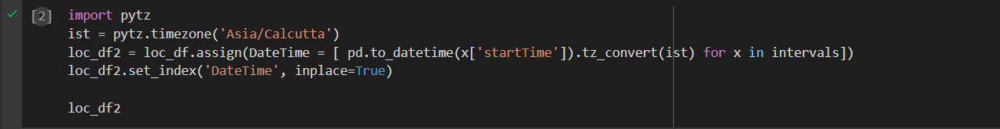 [2] import pytz
ist = pytz.timezone('Asia/Calcutta')
loc_df2 = loc_df.assign(DateTime = [ pd.to_datetime(x['startTime']).tz_convert(ist) for x in intervals])
loc_df2.set_index('DateTime', inplace=True)
loc_df2